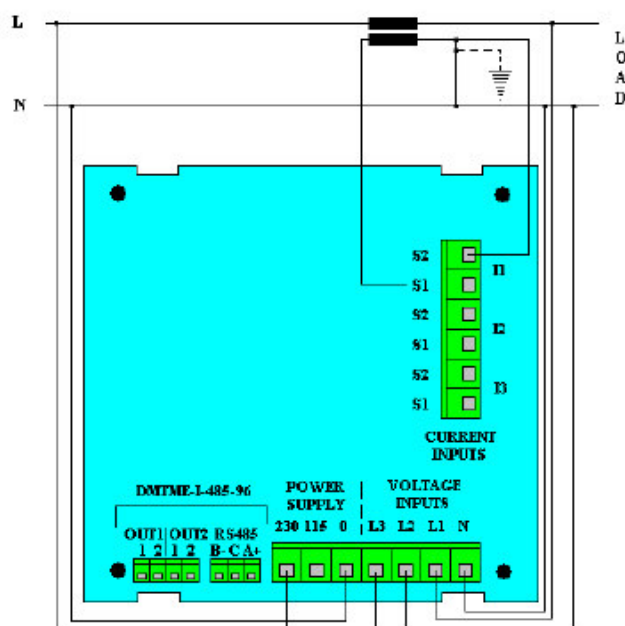 L
L
O
A
D
N
S2
I1
S1
S2
I2
S1
S2
I3
S1
CURRENT
INPUTS
DMTME-I-485-96
POWER
SUPPLY
VOLTAGE
INPUTS
OUT1 OUT2 RS485
1 2 1 2 B- C A+
230 115 0 L3 L2 L1 N